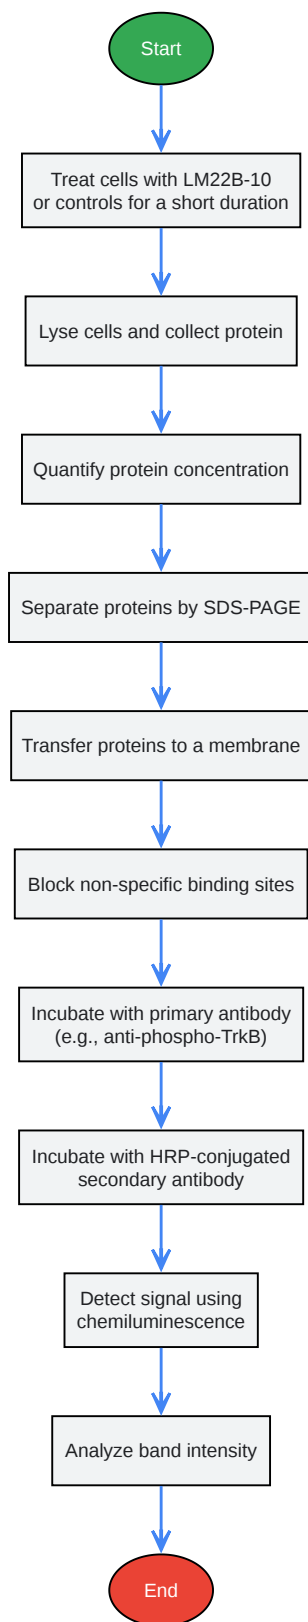 Start
Treat cells with LM22B-10
or controls for a short duration
Lyse cells and collect protein
Quantify protein concentration
Separate proteins by SDS-PAGE
Transfer proteins to a membrane
Block non-specific binding sites
Incubate with primary antibody
(e.g., anti-phospho-TrkB)
Incubate with HRP-conjugated
secondary antibody
Detect signal using
chemiluminescence
Analyze band intensity
End